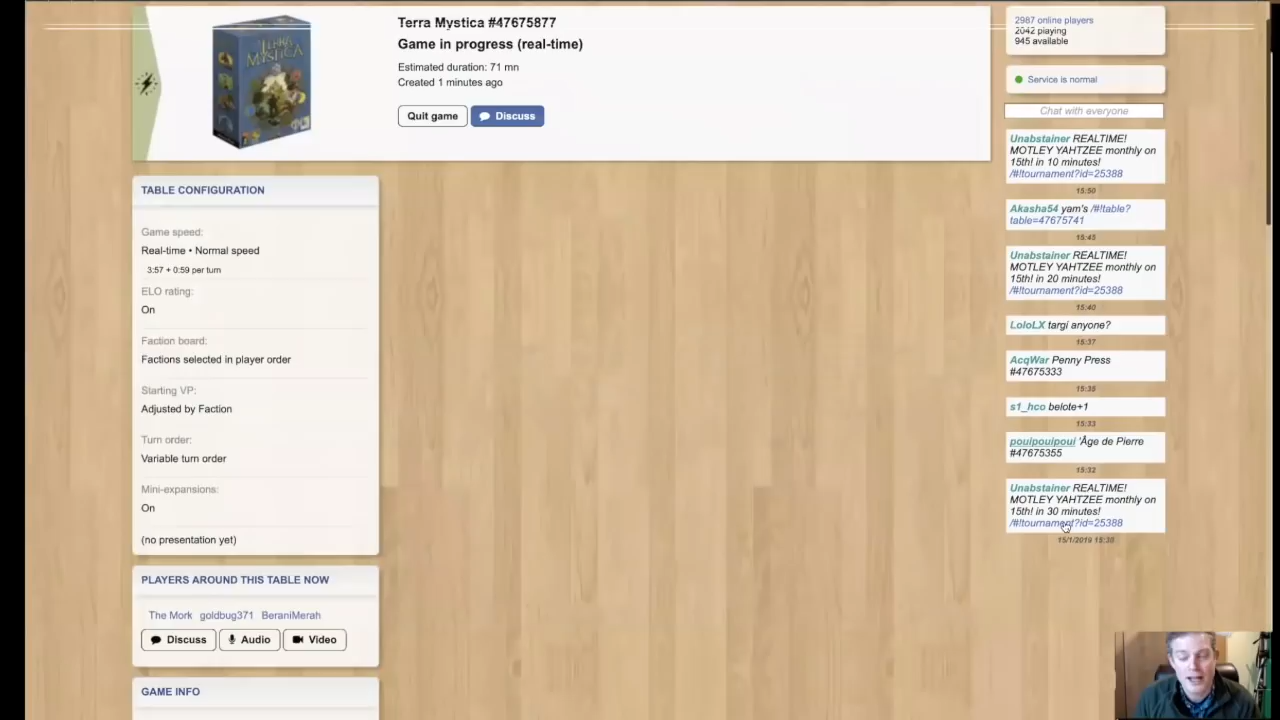 Terra Mystica #47675877
Game in progress (real-time)
Estimated duration: 71 mn
Created 1 minutes ago
Quit game
Discuss
TERRA
MYSTICA
TABLE CONFIGURATION
Game speed:
Real-time • Normal speed
3:57 + 0:59 per turn
ELO rating:
On
Faction board:
Factions selected in player order
Starting VP:
Adjusted by Faction
Turn order:
Variable turn order
Mini-expansions:
On
(no presentation yet)
PLAYERS AROUND THIS TABLE NOW
The Mork goldbug371 BeraniMerah
Discuss
Audio
Video
GAME INFO
2987 online players
2042 playing
945 available
Service is normal
Chat with everyone
Unabstainer REALTIME!
MOTLEY YAHTZEE monthly on
15th! in 10 minutes!
/#!tournament?id=25388
15:50
Akasha54 yam's /#!table?
table=47675741
15:43
Unabstainer REALTIME!
MOTLEY YAHTZEE monthly on
15th! in 20 minutes!
/#!tournament?id=25388
15:40
LoloLX targi anyone?
15:37
AcqWar Penny Press
#47675333
15:35
s1_hco belote+1
15:33
pouipouipoui 'Âge de Pierre
#47675355
15:32
Unabstainer REALTIME!
MOTLEY YAHTZEE monthly on
15th! in 30 minutes!
/#!tournament?id=25388